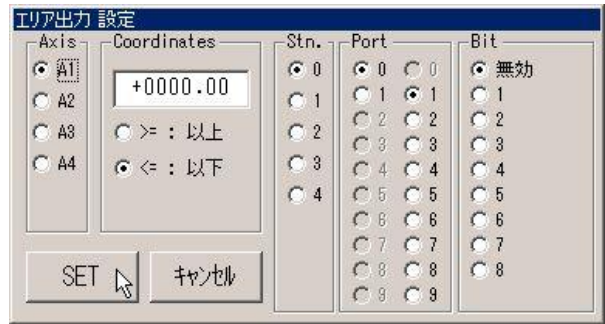 エリア出力 設定
Axis
A1
A2
A3
A4
Coordinates
+0000.00
>= : 以上
<= : 以下
SET
キャンセル
Stn.
0
1
2
3
4
Port
0 0
1 1
2 2
3 3
4 4
5 5
6 6
7 7
8 8
9 9
Bit
無効
1
2
3
4
5
6
7
8